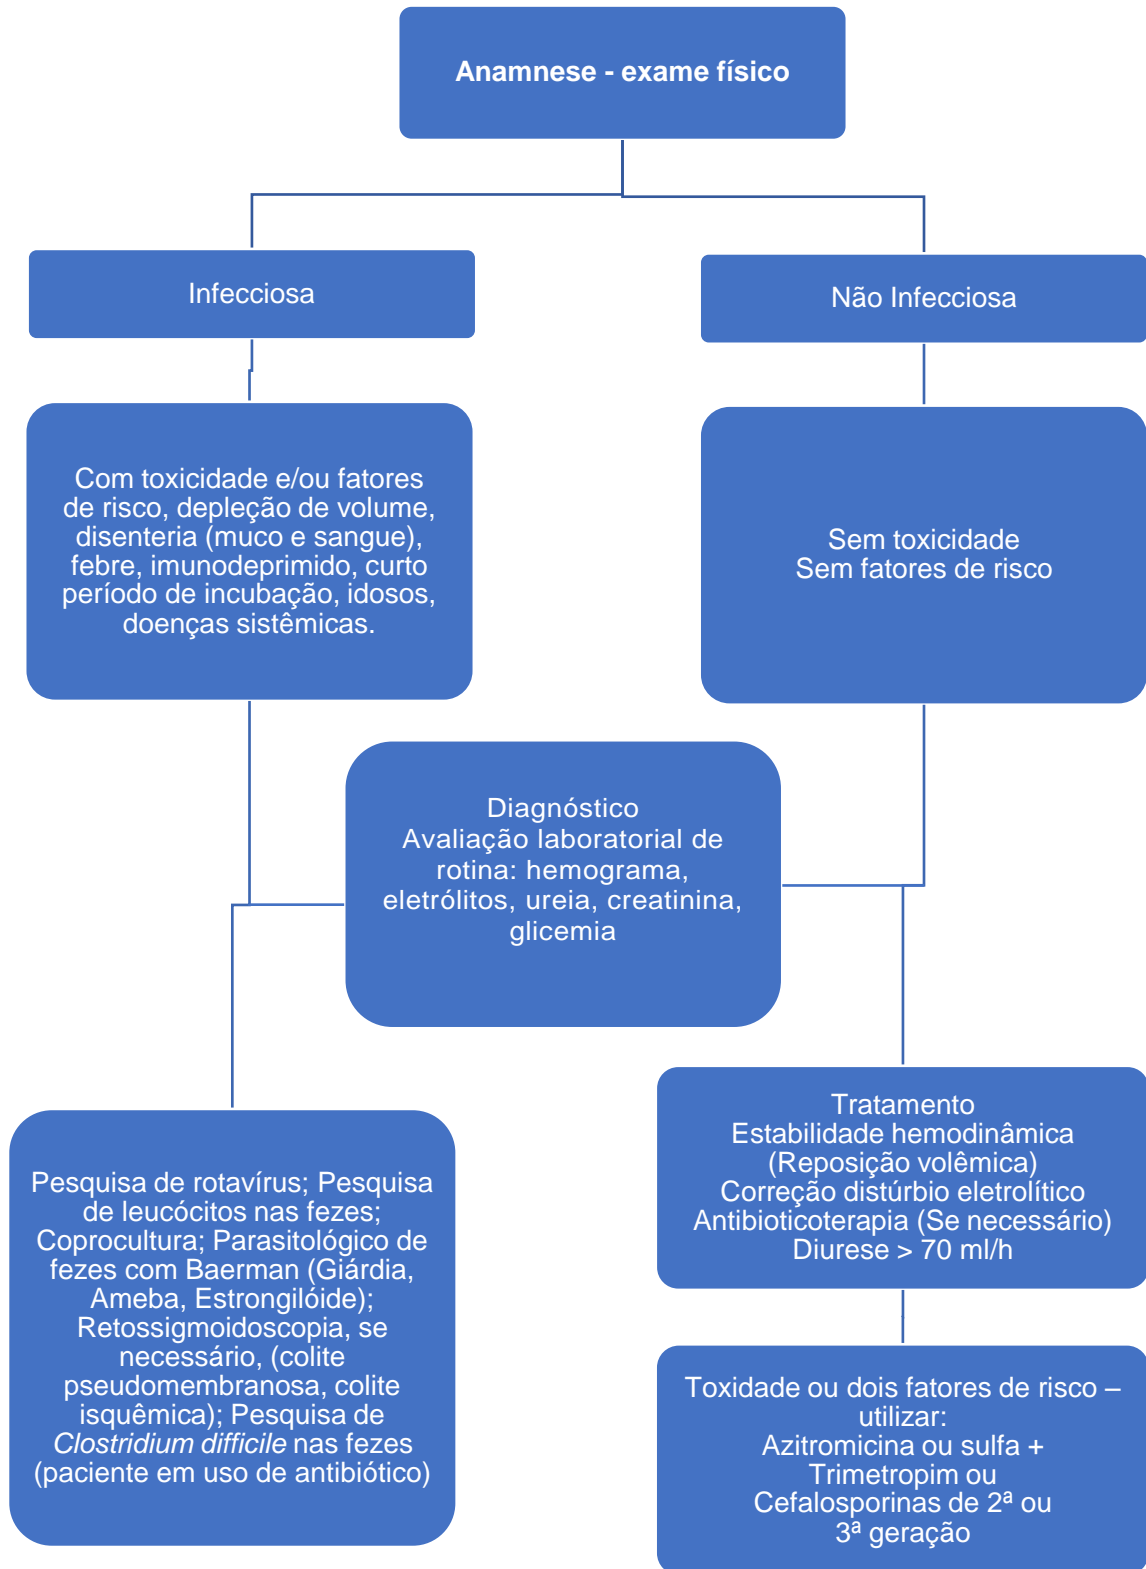 Anamnese - exame físico
Infecciosa
Não Infecciosa
Com toxicidade e/ou fatores
de risco, depleção de volume,
disenteria (muco e sangue),
febre, imunodeprimido, curto
período de incubação, idosos,
doenças sistêmicas.
Sem toxicidade
Sem fatores de risco
Diagnóstico
Avaliação laboratorial de
rotina: hemograma,
eletrólitos, ureia, creatinina,
glicemia
Pesquisa de rotavírus; Pesquisa
de leucócitos nas fezes;
Coprocultura; Parasitológico de
fezes com Baerman (Giárdia,
Ameba, Estrongilóide);
Retossigmoidoscopia, se
necessário, (colite
pseudomembranosa, colite
isquêmica); Pesquisa de
Clostridium difficile nas fezes
(paciente em uso de antibiótico)
Tratamento
Estabilidade hemodinâmica
(Reposição volêmica)
Correção distúrbio eletrolítico
Antibioticoterapia (Se necessário)
Diurese > 70 ml/h
Toxidade ou dois fatores de risco –
utilizar:
Azitromicina ou sulfa +
Trimetropim ou
Cefalosporinas de 2ª ou
3ª geração